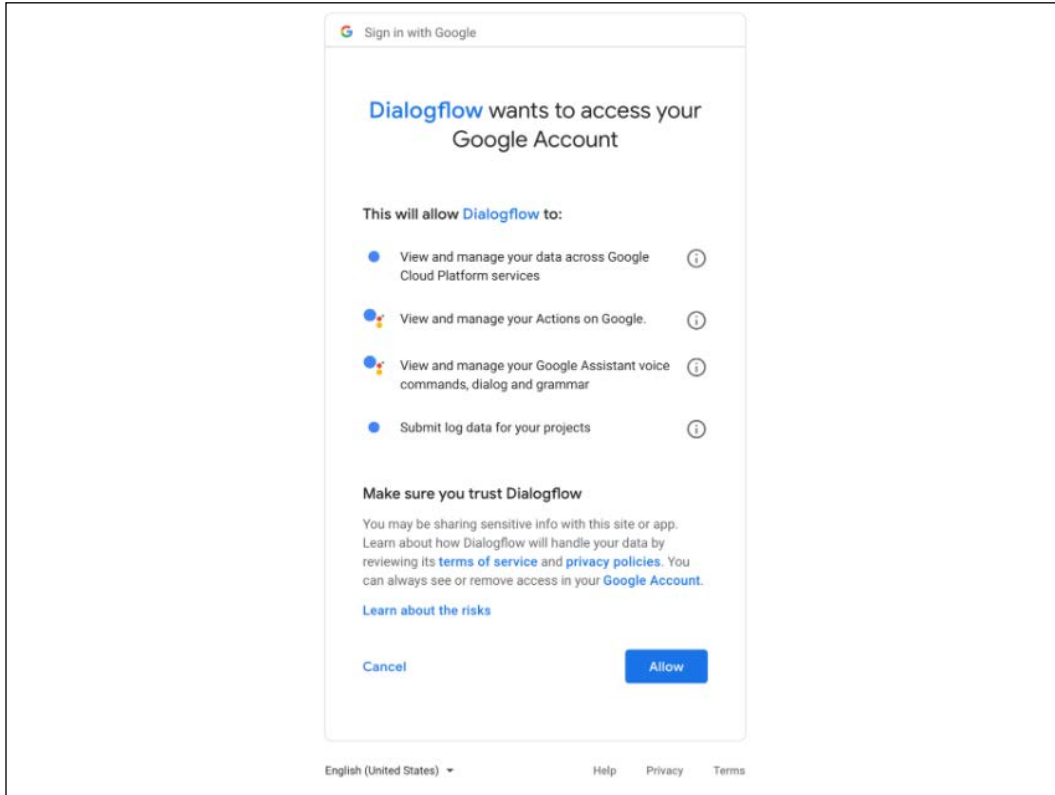 Sign in with Google
Dialogflow wants to access your
Google Account
This will allow Dialogflow to:
View and manage your data across Google
Cloud Platform services
View and manage your Actions on Google.
View and manage your Google Assistant voice
commands, dialog and grammar
Submit log data for your projects
Make sure you trust Dialogflow
You may be sharing sensitive info with this site or app.
Learn about how Dialogflow will handle your data by
reviewing its terms of service and privacy policies. You
can always see or remove access in your Google Account.
Learn about the risks
Cancel Allow
English (United States) Help Privacy Terms